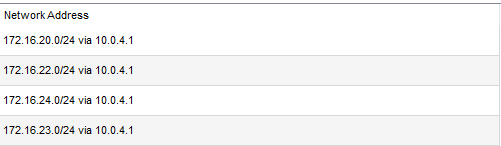 Network Address
172.16.20.0/24 via 10.0.4.1
172.16.22.0/24 via 10.0.4.1
172.16.24.0/24 via 10.0.4.1
172.16.23.0/24 via 10.0.4.1